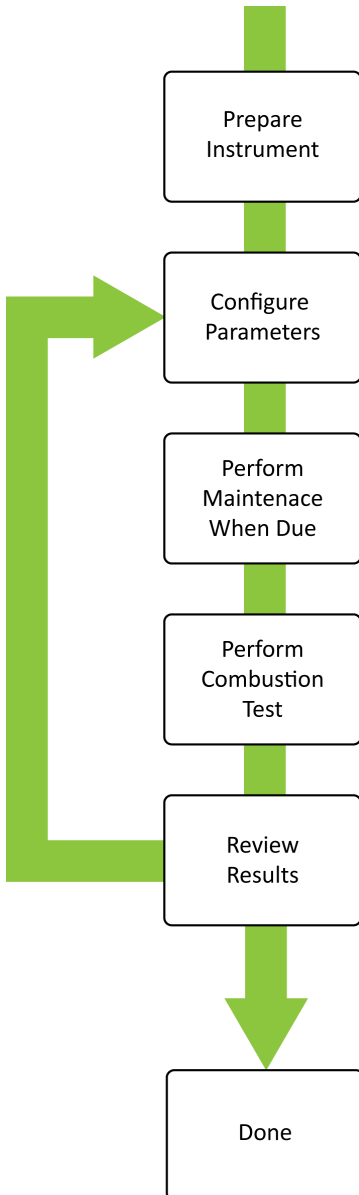 Prepare
Instrument
Configure
Parameters
Perform
Maintenace
When Due
Perform
Combustion
Test
Review
Results
Done